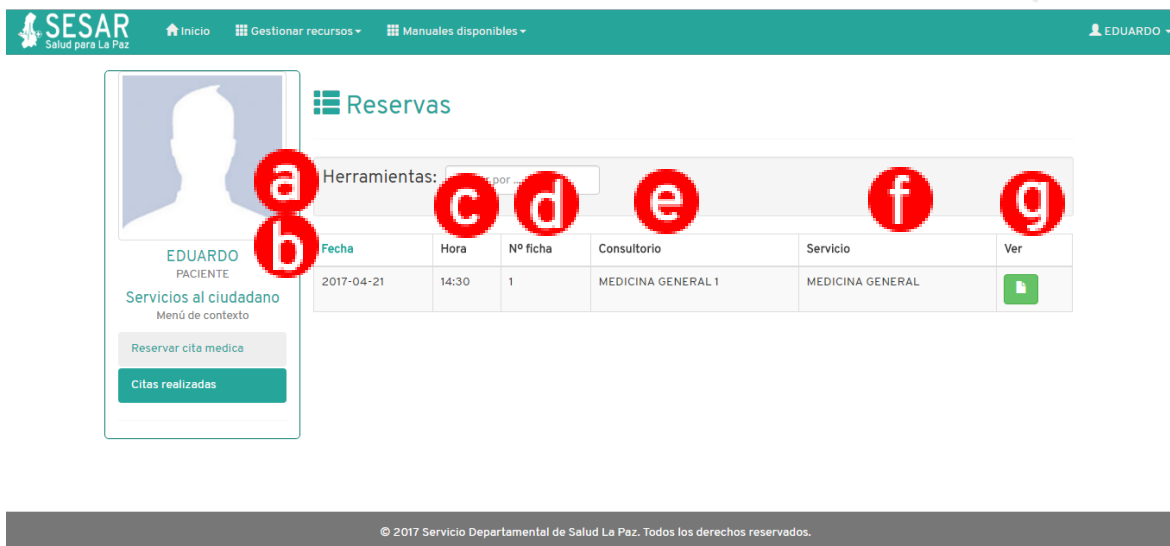 SESAR
Salud para La Paz
Inicio
Gestionar recursos
Manuales disponibles
EDUARDO
Reservas
a
Herramientas:
por ...
c
d
e
f
g
b
EDUARDO
PACIENTE
Servicios al ciudadano
Menú de contexto
Reservar cita medica
Citas realizadas
Fecha Hora Nº ficha Consultorio Servicio Ver
2017-04-21 14:30 1 MEDICINA GENERAL 1 MEDICINA GENERAL
© 2017 Servicio Departamental de Salud La Paz. Todos los derechos reservados.